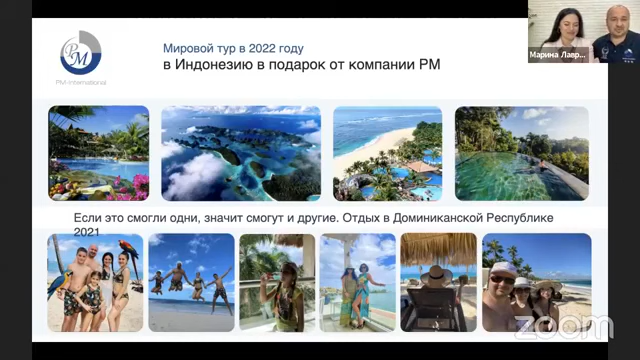 PM
PM-International
Мировой тур в 2022 году
в Индонезию в подарок от компании PM
Марина Лавр...
Если это смогли одни, значит смогут и другие. Отдых в Доминиканской Республике
2021
zoom